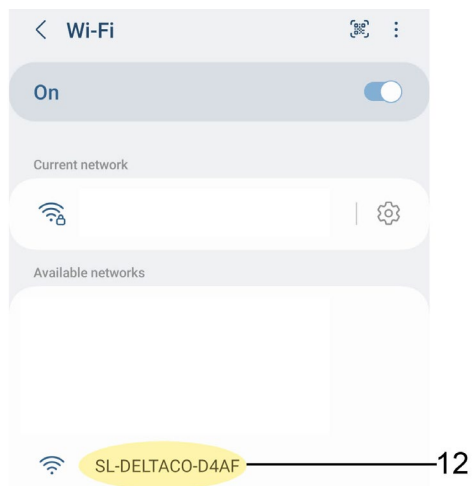 Wi-Fi
On
Current network
Available networks
SL-DELTACO-D4AF
12